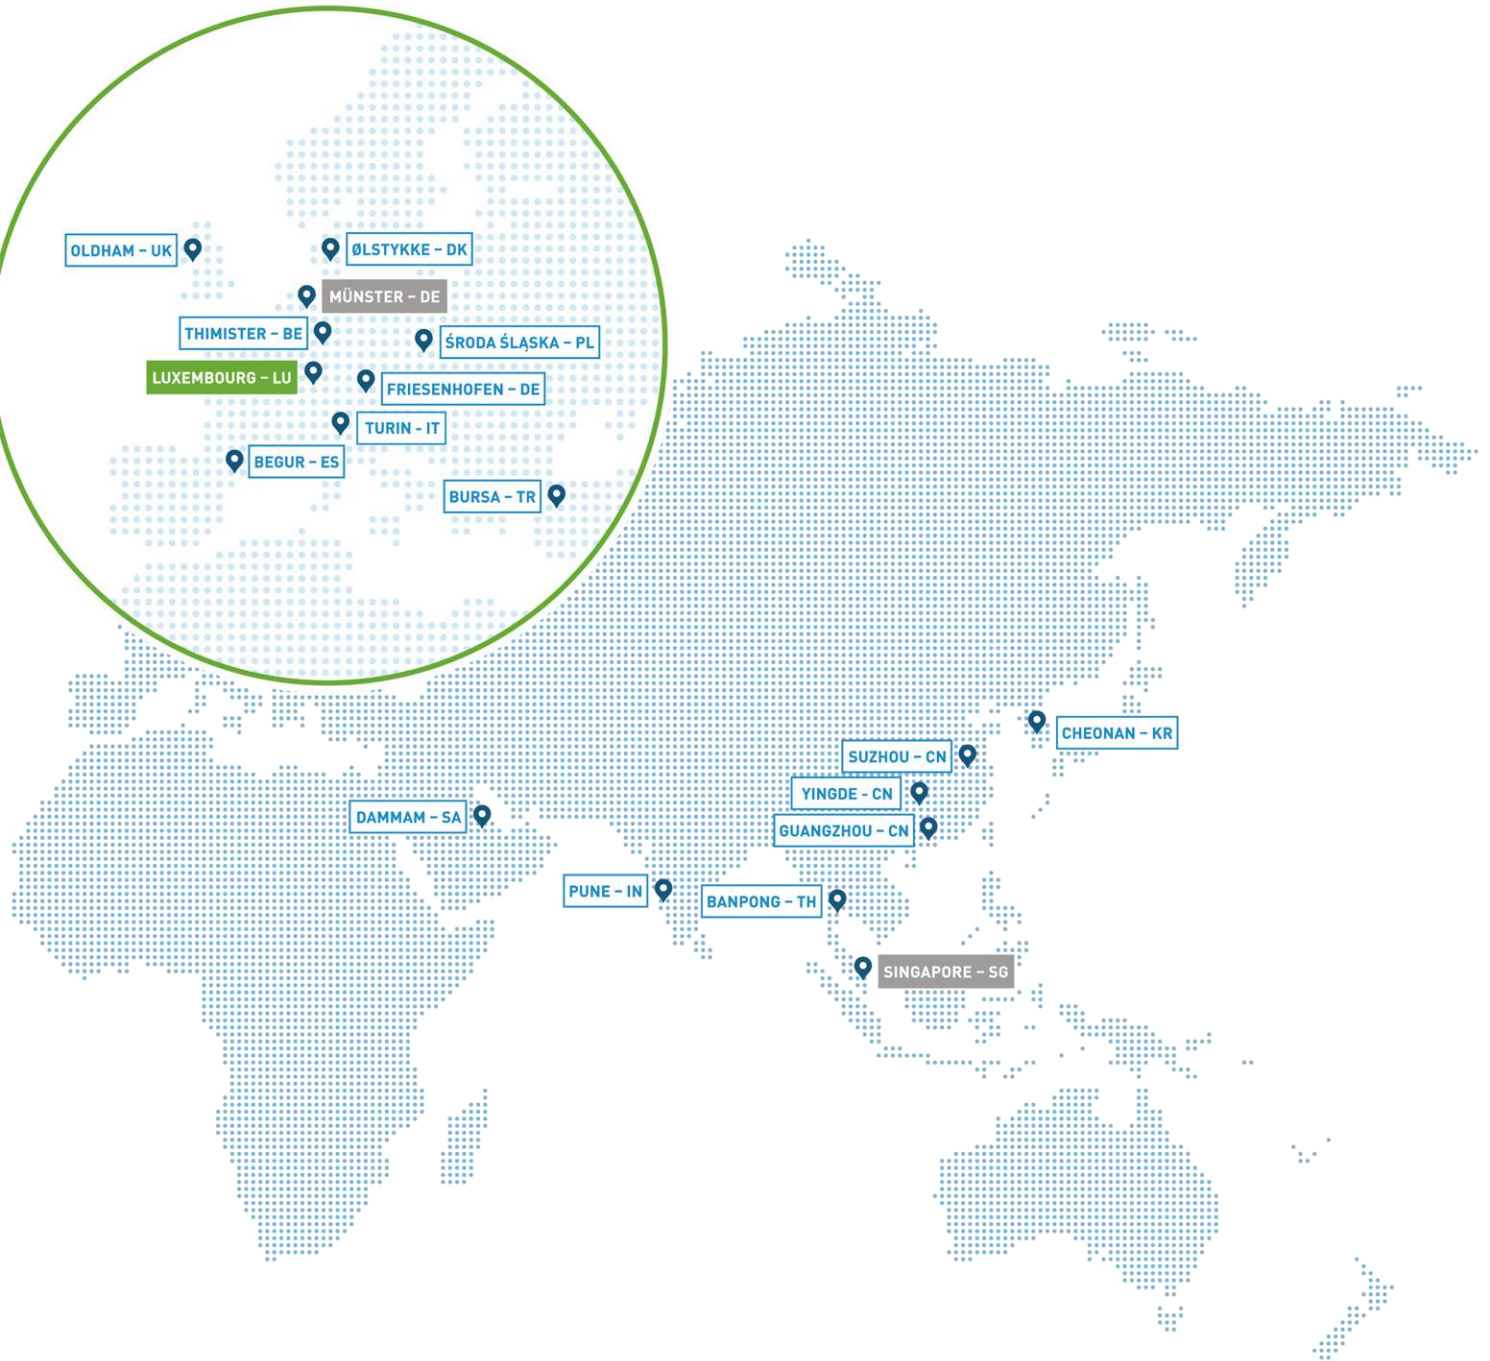 OLDHAM – UK
ØLSTYKKE – DK
MÜNSTER – DE
THIMISTER – BE
ŚRODA ŚLĄSKA – PL
LUXEMBOURG – LU
FRIESENHOFEN – DE
TURIN - IT
BEGUR – ES
BURSA – TR
CHEONAN – KR
SUZHOU – CN
YINGDE - CN
DAMMAM – SA
GUANGZHOU – CN
PUNE – IN
BANPONG – TH
SINGAPORE – SG